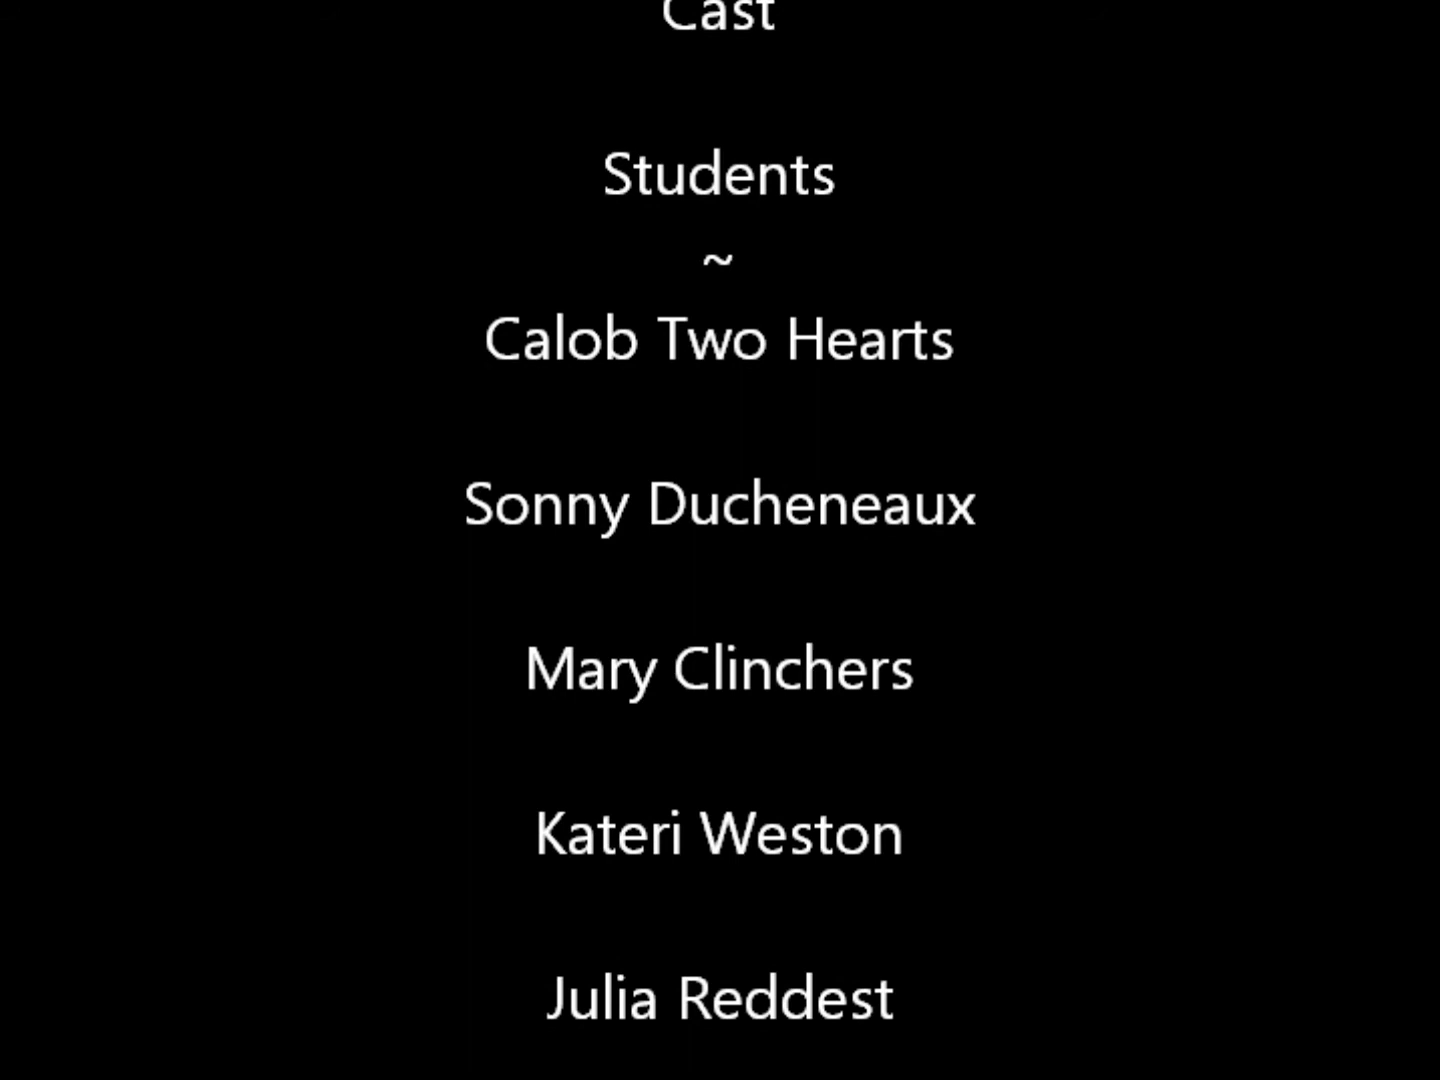 Cast
Students
~
Calob Two Hearts
Sonny Ducheneaux
Mary Clinchers
Kateri Weston
Julia Reddest